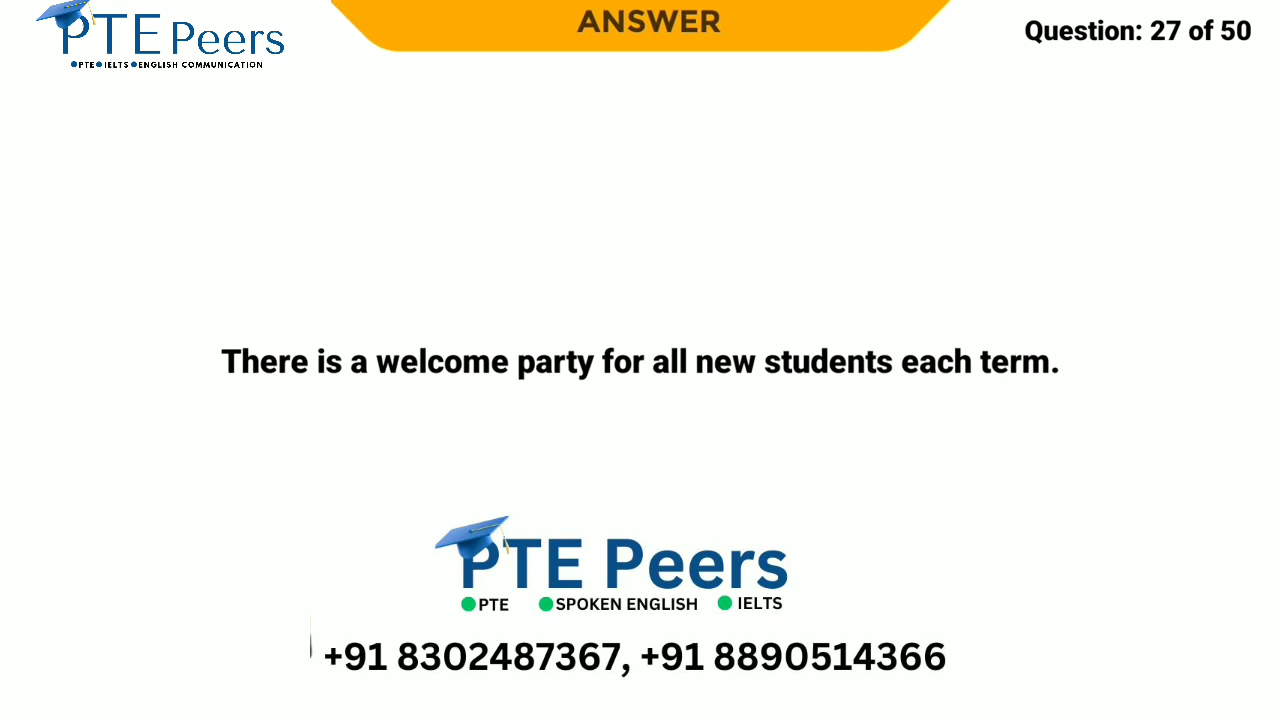 PTE Peers
PTE IELTS ENGLISH COMMUNICATION
ANSWER
Question: 27 of 50
There is a welcome party for all new students each term.
PTE Peers
PTE SPOKEN ENGLISH IELTS
+91 8302487367, +91 8890514366